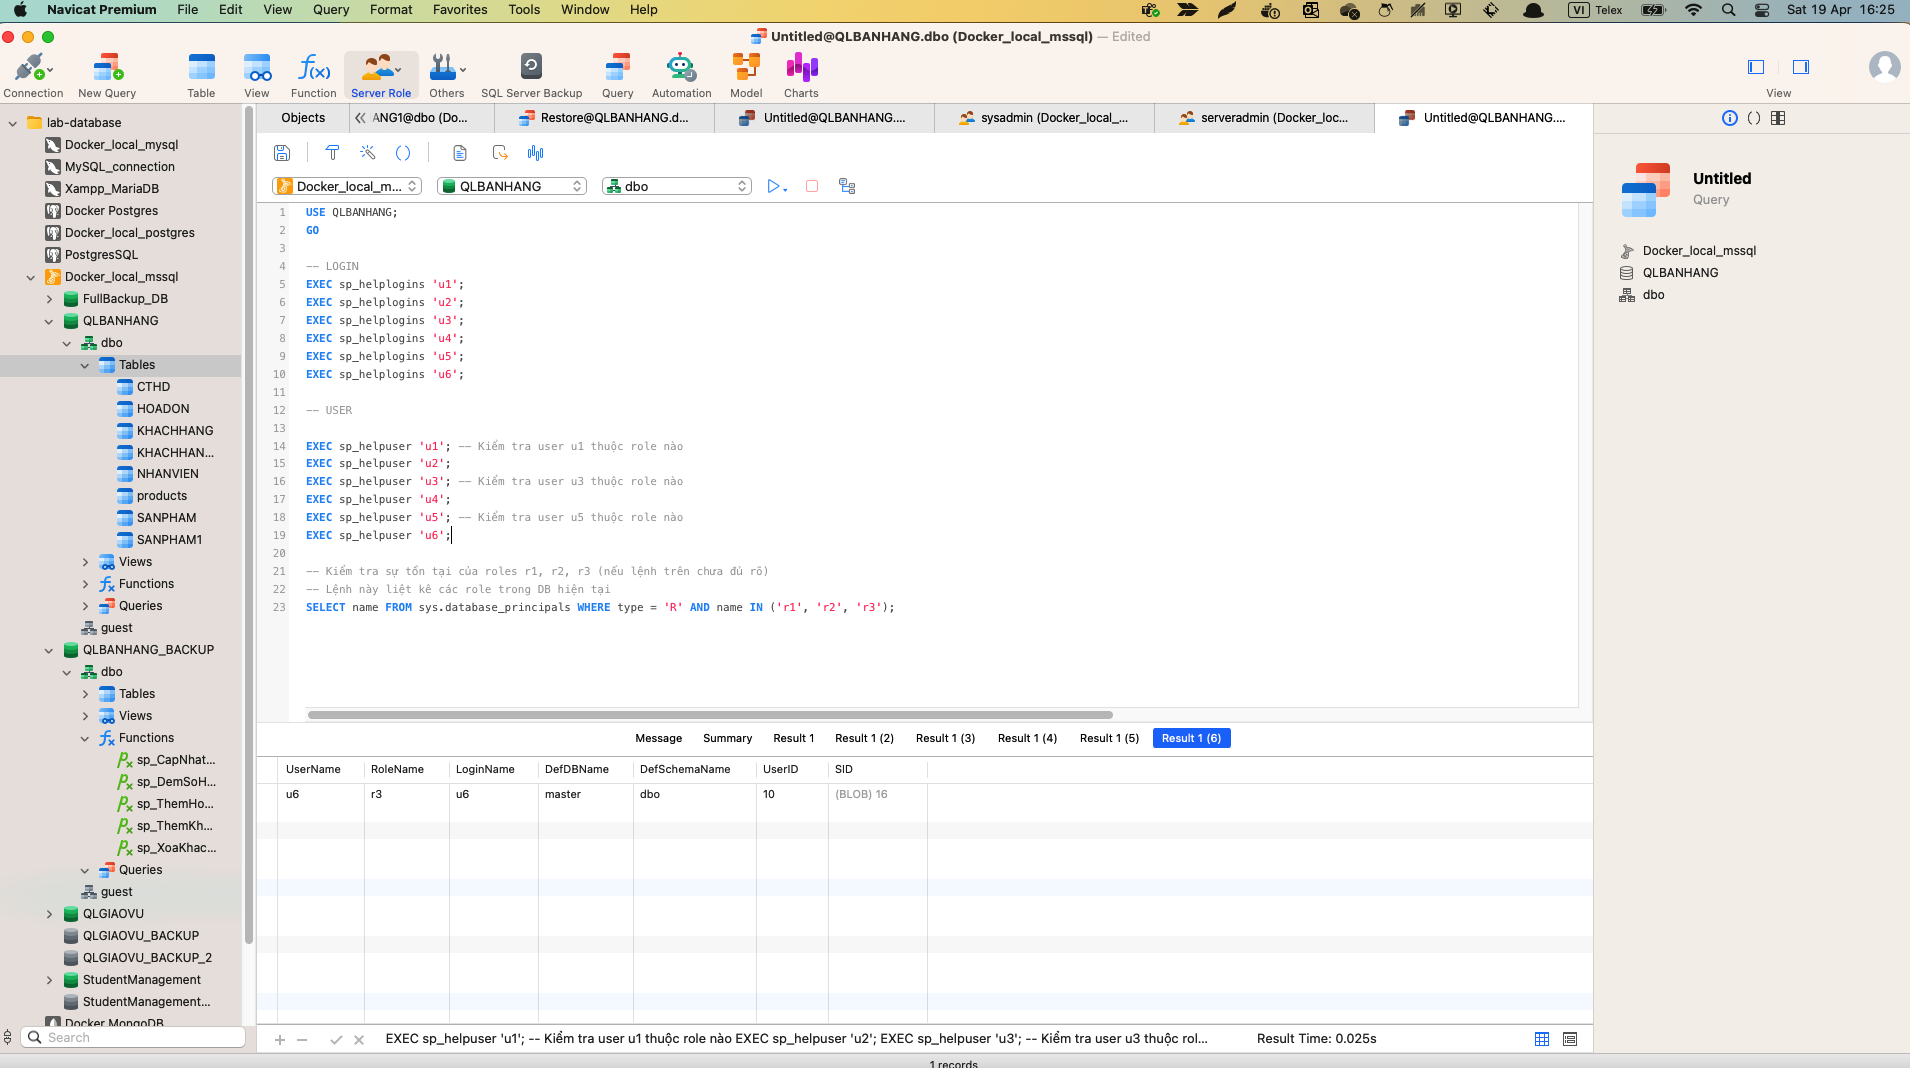 Navicat Premium File Edit View Query Format Favorites Tools Window Help VI Telex Sat 19 Apr 16:25
Untitled@QLBANHANG.dbo (Docker_local_mssql) — Edited
Connection New Query Table View Function Server Role Others SQL Server Backup Query Automation Model Charts View
lab-database
Docker_local_mysql
MySQL_connection
Xampp_MariaDB
Docker Postgres
Docker_local_postgres
PostgresSQL
Docker_local_mssql
FullBackup_DB
QLBANHANG
dbo
Tables
CTHD
HOADON
KHACHHANG
KHACHHAN...
NHANVIEN
products
SANPHAM
SANPHAM1
Views
Functions
Queries
guest
QLBANHANG_BACKUP
dbo
Tables
Views
Functions
sp_CapNhat...
sp_DemSoH...
sp_ThemHo...
sp_ThemKh...
sp_XoaKhac...
Queries
guest
QLGIAOVU
QLGIAOVU_BACKUP
QLGIAOVU_BACKUP_2
StudentManagement
StudentManagement...
Docker MongoDB
Search
Objects ANG1@dbo (Do... Restore@QLBANHANG.d... Untitled@QLBANHANG.... sysadmin (Docker_local_... serveradmin (Docker_loc... Untitled@QLBANHANG....
Docker_local_m... QLBANHANG dbo
1 USE QLBANHANG;
2 GO
3
4 -- LOGIN
5 EXEC sp_helplogins 'u1';
6 EXEC sp_helplogins 'u2';
7 EXEC sp_helplogins 'u3';
8 EXEC sp_helplogins 'u4';
9 EXEC sp_helplogins 'u5';
10 EXEC sp_helplogins 'u6';
11
12 -- USER
13
14 EXEC sp_helpuser 'u1'; -- Kiểm tra user u1 thuộc role nào
15 EXEC sp_helpuser 'u2';
16 EXEC sp_helpuser 'u3'; -- Kiểm tra user u3 thuộc role nào
17 EXEC sp_helpuser 'u4';
18 EXEC sp_helpuser 'u5'; -- Kiểm tra user u5 thuộc role nào
19 EXEC sp_helpuser 'u6';
20
21 -- Kiểm tra sự tồn tại của roles r1, r2, r3 (nếu lệnh trên chưa đủ rõ)
22 -- Lệnh này liệt kê các role trong DB hiện tại
23 SELECT name FROM sys.database_principals WHERE type = 'R' AND name IN ('r1', 'r2', 'r3');
Message Summary Result 1 Result 1 (2) Result 1 (3) Result 1 (4) Result 1 (5) Result 1 (6)
UserName RoleName LoginName DefDBName DefSchemaName UserID SID
u6 r3 u6 master dbo 10 (BLOB) 16
EXEC sp_helpuser 'u1'; -- Kiểm tra user u1 thuộc role nào EXEC sp_helpuser 'u2'; EXEC sp_helpuser 'u3'; -- Kiểm tra user u3 thuộc rol... Result Time: 0.025s
1 records
Untitled
Query
Docker_local_mssql
QLBANHANG
dbo